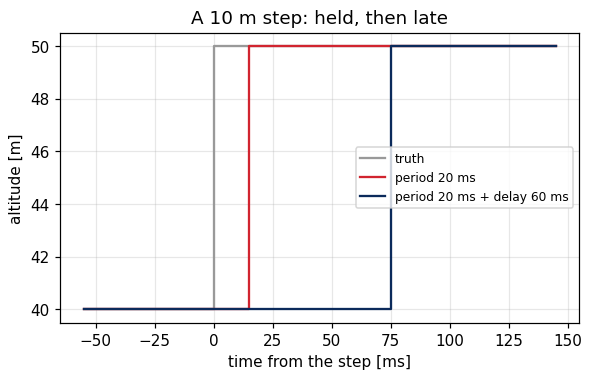 A 10 m step: held, then late
altitude [m]
50
48
46
44
42
40
truth
period 20 ms
period 20 ms + delay 60 ms
−50
−25
0
25
50
75
100
125
150
time from the step [ms]